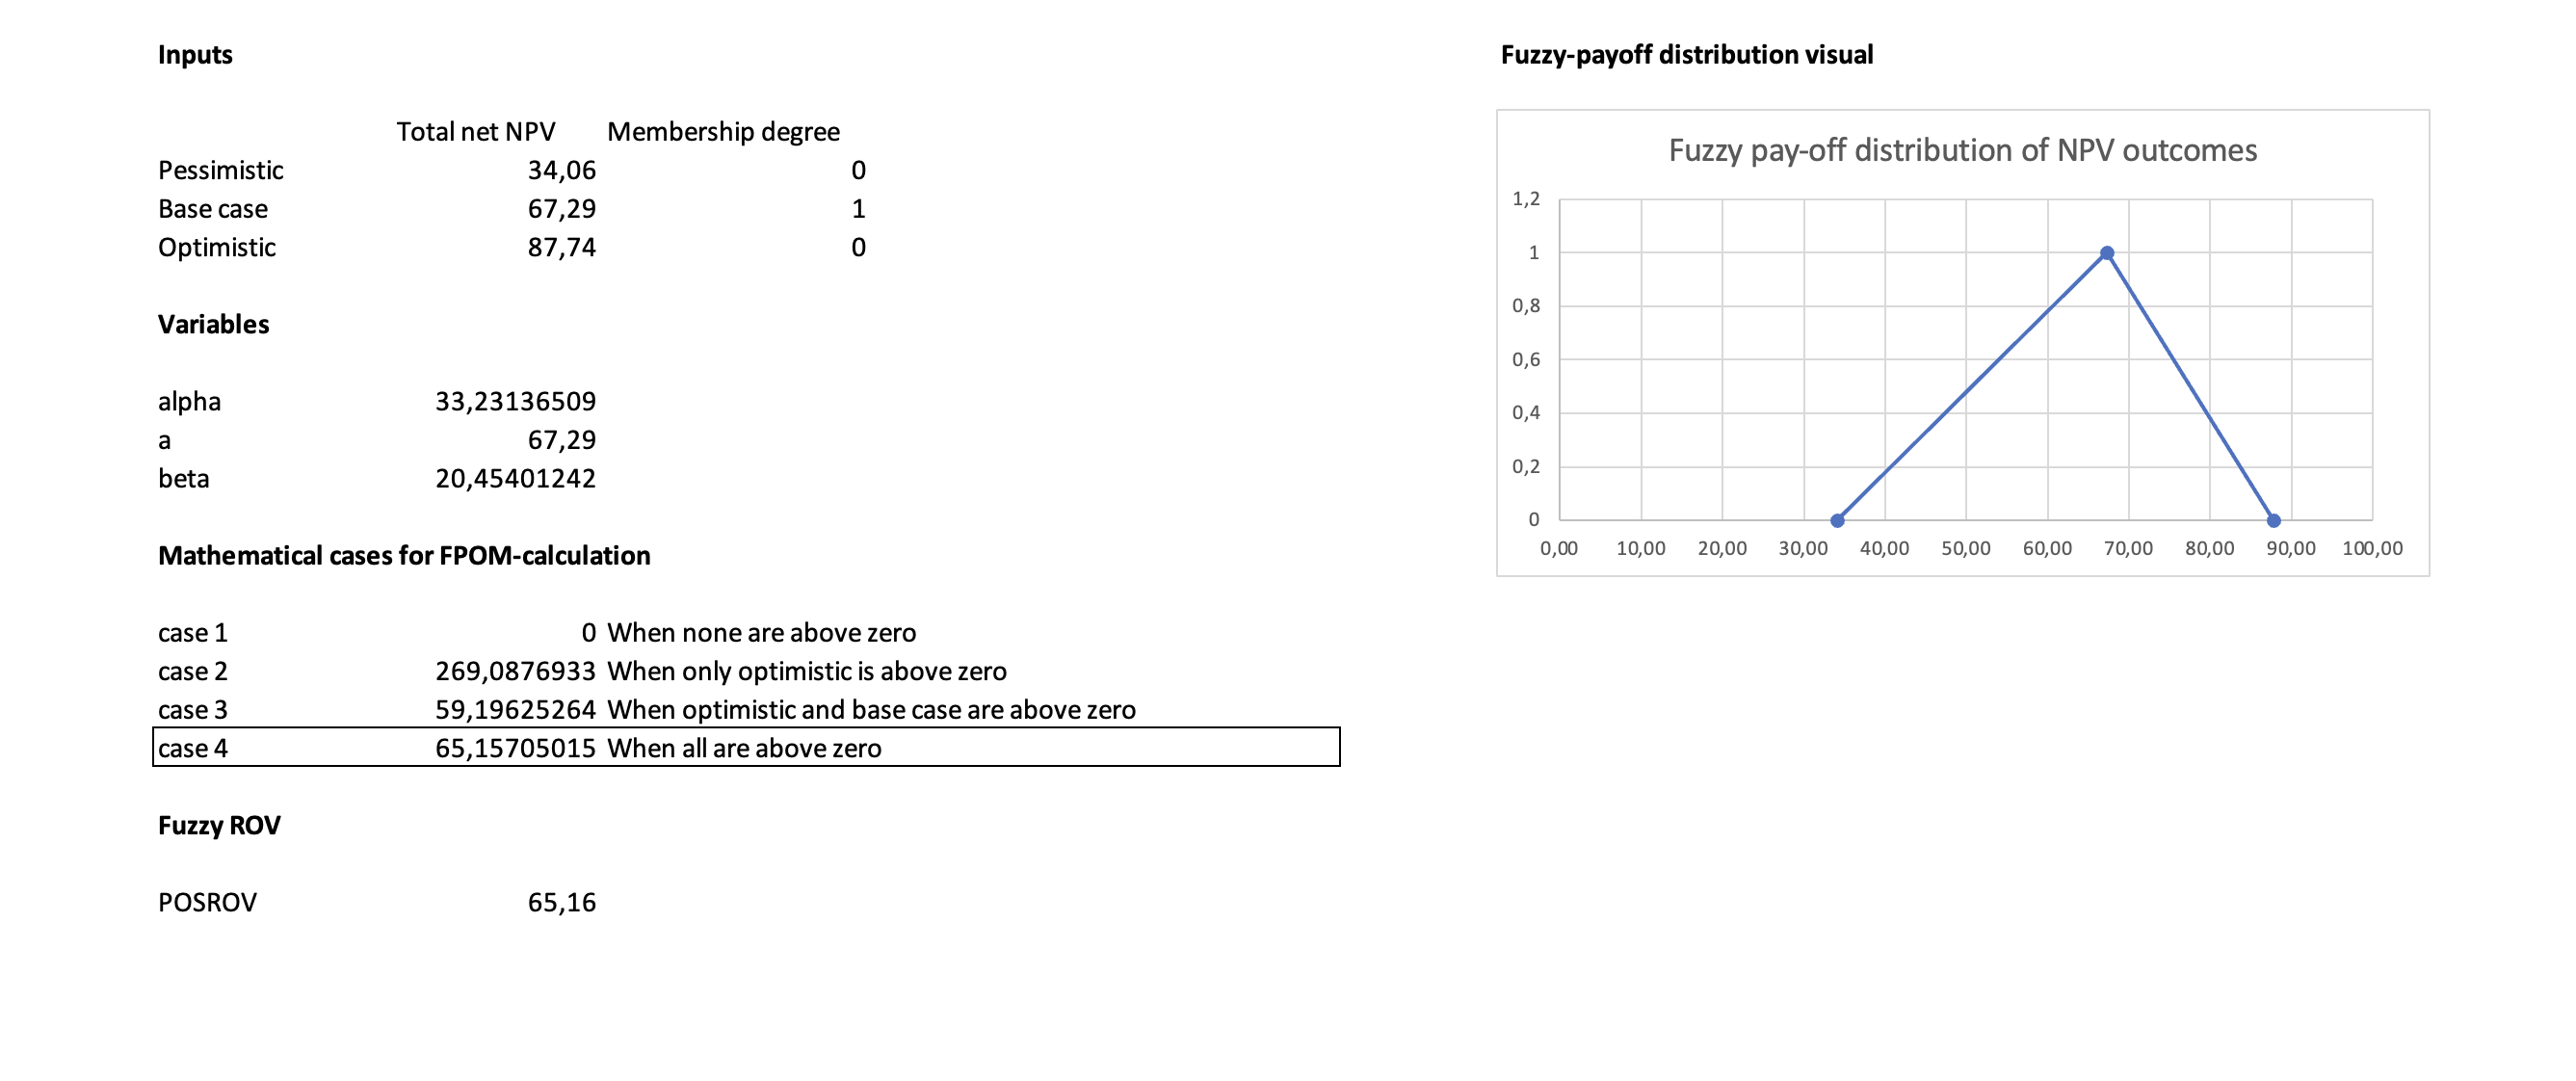 Inputs
Total net NPV Membership degree
Pessimistic 34,06 0
Base case 67,29 1
Optimistic 87,74 0
Variables
alpha 33,23136509
a 67,29
beta 20,45401242
Mathematical cases for FPOM-calculation
case 1 0 When none are above zero
case 2 269,0876933 When only optimistic is above zero
case 3 59,19625264 When optimistic and base case are above zero
case 4 65,15705015 When all are above zero
Fuzzy ROV
POSROV 65,16
Fuzzy-payoff distribution visual
Fuzzy pay-off distribution of NPV outcomes
1,2
1
0,8
0,6
0,4
0,2
0
0,00 10,00 20,00 30,00 40,00 50,00 60,00 70,00 80,00 90,00 100,00